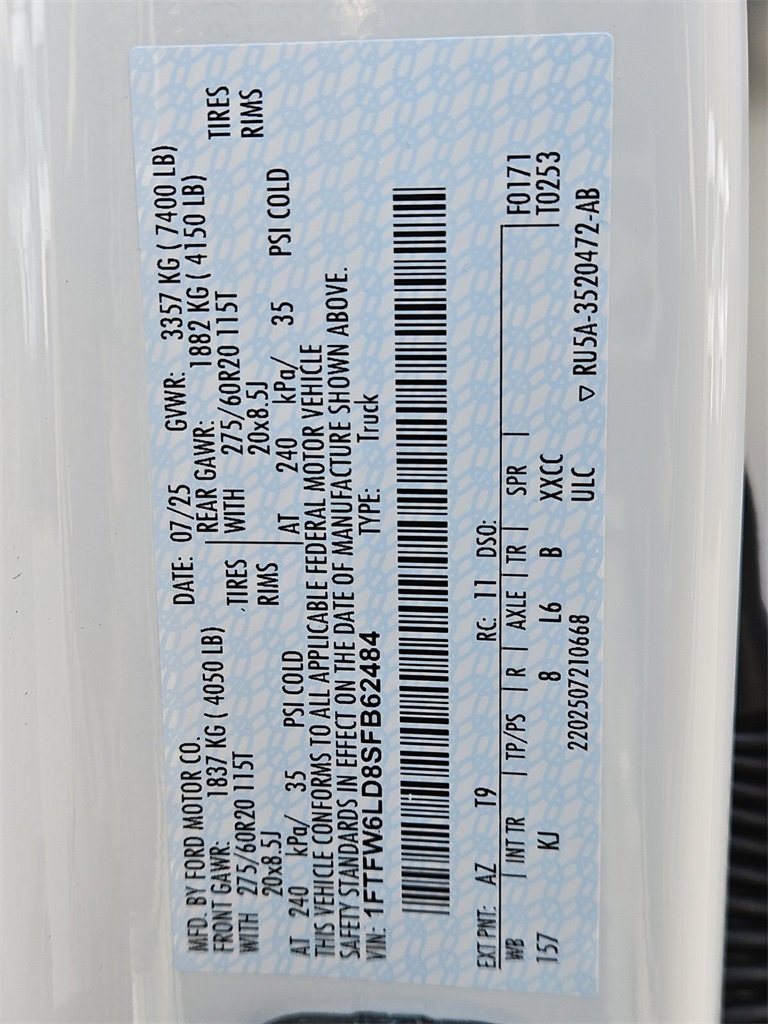 MFD. BY FORD MOTOR CO. DATE: 07/25 GVWR: 3357 KG ( 7400 LB)
FRONT GAWR: 1837 KG ( 4050 LB) REAR GAWR: 1882 KG ( 4150 LB)
WITH 275/60R20 115T TIRES WITH 275/60R20 115T TIRES
20x8.5J RIMS 20x8.5J RIMS
AT 240 kPa/ 35 PSI COLD AT 240 kPa/ 35 PSI COLD
THIS VEHICLE CONFORMS TO ALL APPLICABLE FEDERAL MOTOR VEHICLE
SAFETY STANDARDS IN EFFECT ON THE DATE OF MANUFACTURE SHOWN ABOVE.
VIN: 1FTFW6LD8SFB62484 TYPE: Truck
EXT PNT: AZ T9 RC: 11 DSO: F0171
WB INT TR TP/PS R AXLE TR SPR T0253
157 KJ 8 L6 B XXCC
2202507210668 ULC ▽ RU5A-3520472-AB